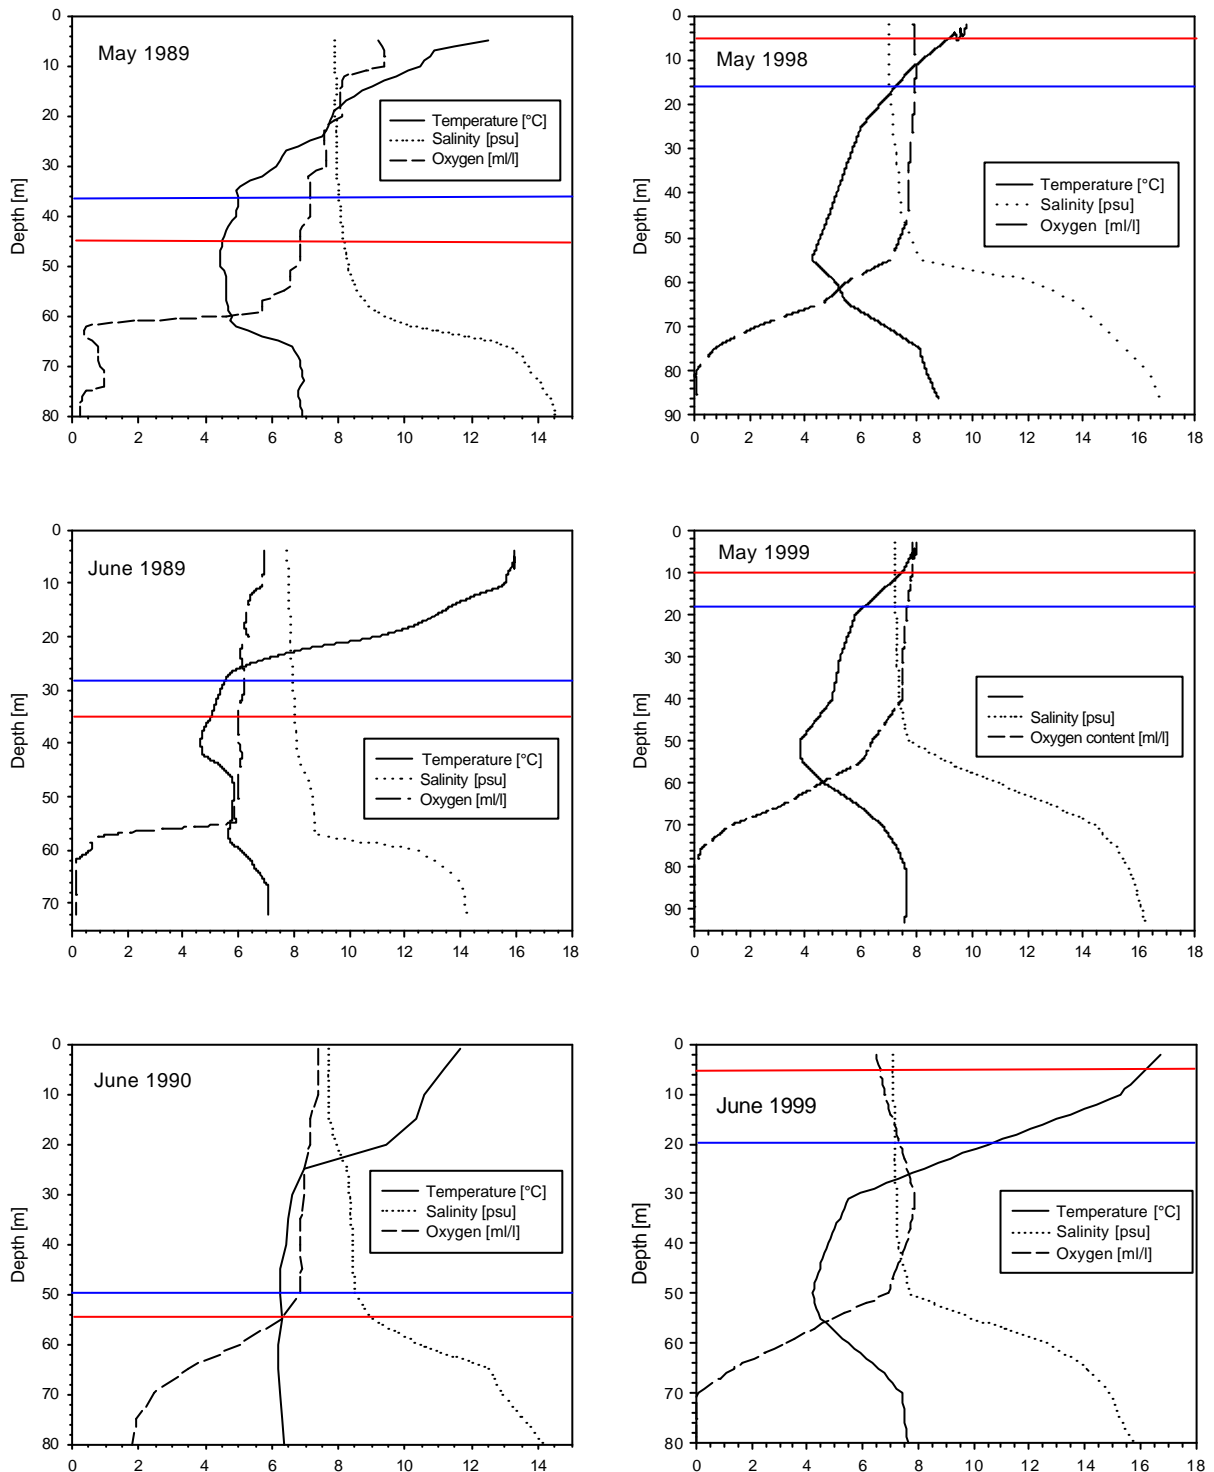 May 1989
Depth [m]
0
10
20
30
40
50
60
70
80
Temperature [°C]
Salinity [psu]
Oxygen [ml/l]
0 2 4 6 8 10 12 14
May 1998
Depth [m]
0
10
20
30
40
50
60
70
80
90
Temperature [°C]
Salinity [psu]
Oxygen [ml/l]
0 2 4 6 8 10 12 14 16 18
June 1989
Depth [m]
0
10
20
30
40
50
60
70
Temperature [°C]
Salinity [psu]
Oxygen [ml/l]
0 2 4 6 8 10 12 14 16 18
May 1999
Depth [m]
0
10
20
30
40
50
60
70
80
90
Salinity [psu]
Oxygen content [ml/l]
0 2 4 6 8 10 12 14 16 18
June 1990
Depth [m]
0
10
20
30
40
50
60
70
80
Temperature [°C]
Salinity [psu]
Oxygen [ml/l]
0 2 4 6 8 10 12 14
June 1999
Depth [m]
0
10
20
30
40
50
60
70
80
Temperature [°C]
Salinity [psu]
Oxygen [ml/l]
0 2 4 6 8 10 12 14 16 18